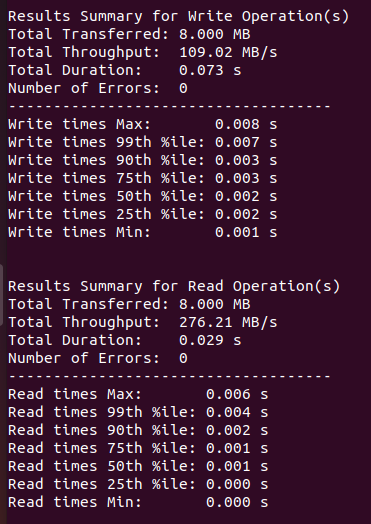 Results Summary for Write Operation(s)
Total Transferred: 8.000 MB
Total Throughput:  109.02 MB/s
Total Duration:    0.073 s
Number of Errors:  0
------------------------------------
Write times Max:       0.008 s
Write times 99th %ile: 0.007 s
Write times 90th %ile: 0.003 s
Write times 75th %ile: 0.003 s
Write times 50th %ile: 0.002 s
Write times 25th %ile: 0.002 s
Write times Min:       0.001 s
Results Summary for Read Operation(s)
Total Transferred: 8.000 MB
Total Throughput:  276.21 MB/s
Total Duration:    0.029 s
Number of Errors:  0
------------------------------------
Read times Max:       0.006 s
Read times 99th %ile: 0.004 s
Read times 90th %ile: 0.002 s
Read times 75th %ile: 0.001 s
Read times 50th %ile: 0.001 s
Read times 25th %ile: 0.000 s
Read times Min:       0.000 s